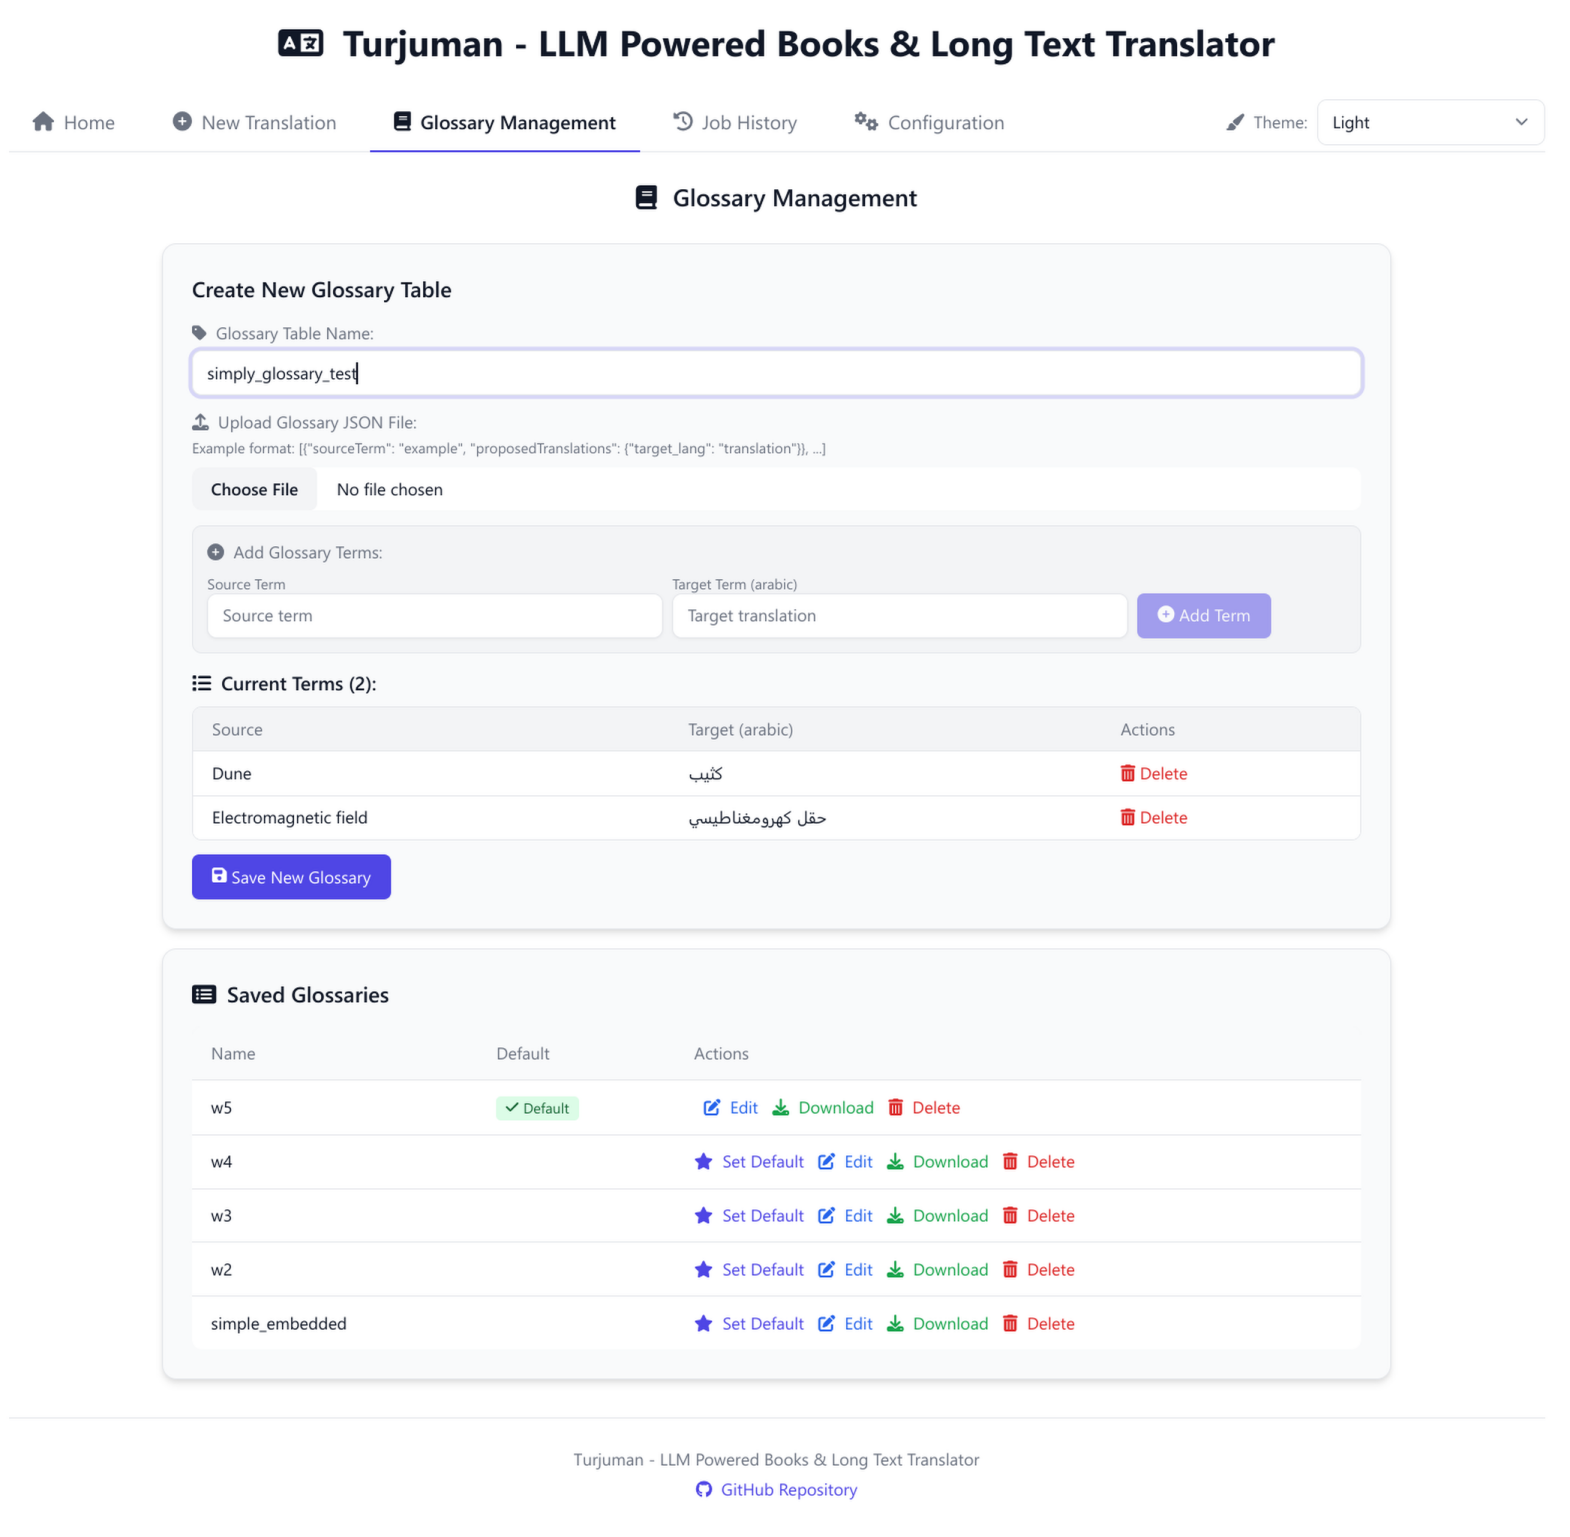 Turjuman - LLM Powered Books & Long Text Translator
Home New Translation Glossary Management Job History Configuration Theme: Light
Glossary Management
Create New Glossary Table
Glossary Table Name:
simply_glossary_test
Upload Glossary JSON File:
Example format: [{"sourceTerm": "example", "proposedTranslations": {"target_lang": "translation"}}, ...]
Choose File No file chosen
Add Glossary Terms:
Source Term Target Term (arabic)
Source term Target translation Add Term
Current Terms (2):
Source Target (arabic) Actions
Dune كثيب Delete
Electromagnetic field حقل كهرومغناطيسي Delete
Save New Glossary
Saved Glossaries
Name Default Actions
w5 Default Edit Download Delete
w4 Set Default Edit Download Delete
w3 Set Default Edit Download Delete
w2 Set Default Edit Download Delete
simple_embedded Set Default Edit Download Delete
Turjuman - LLM Powered Books & Long Text Translator
GitHub Repository